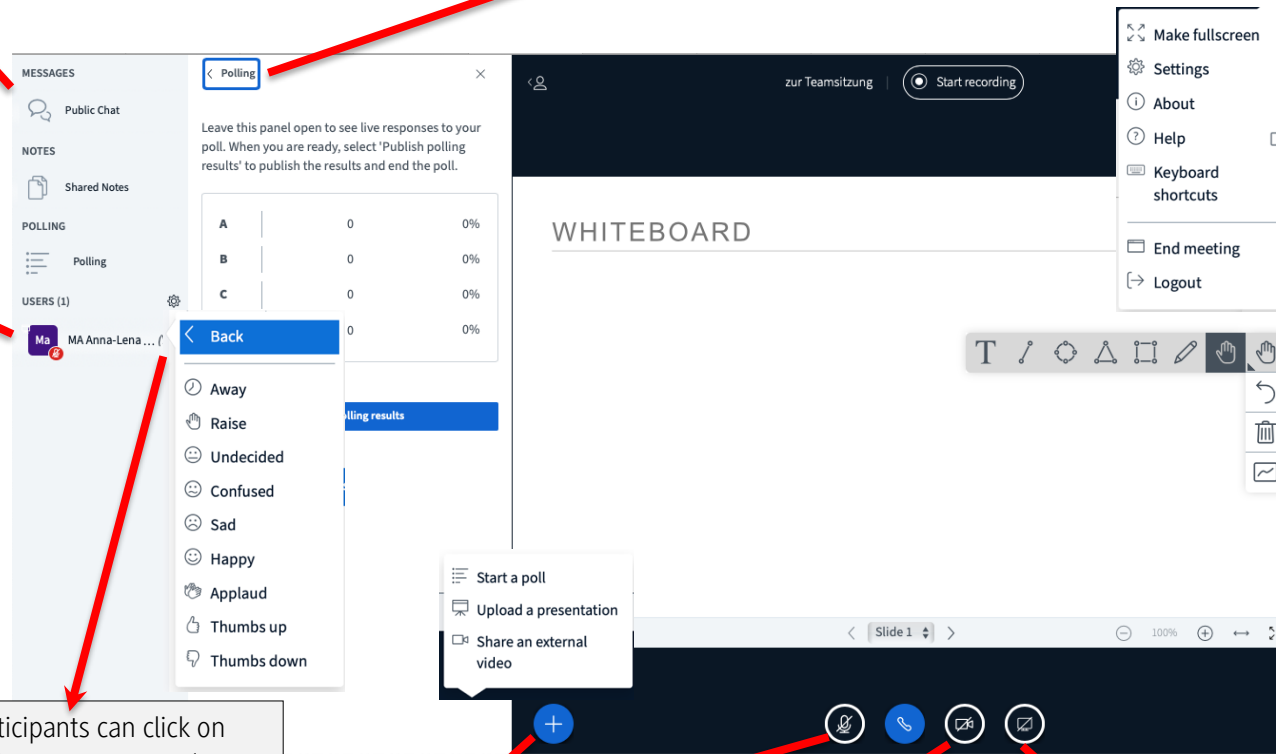 MESSAGES
Public Chat
NOTES
Shared Notes
POLLING
Polling
USERS (1)
Ma
MA Anna-Lena ... (
Polling
Leave this panel open to see live responses to your
poll. When you are ready, select 'Publish polling
results' to publish the results and end the poll.
A 0 0%
B 0 0%
C 0 0%
0 0%
lling results
Back
Away
Raise
Undecided
Confused
Sad
Happy
Applaud
Thumbs up
Thumbs down
ticipants can click on
zur Teamsitzung | Start recording
WHITEBOARD
Make fullscreen
Settings
About
Help
Keyboard
shortcuts
End meeting
Logout
T
Start a poll
Upload a presentation
Share an external
video
Slide 1
100%